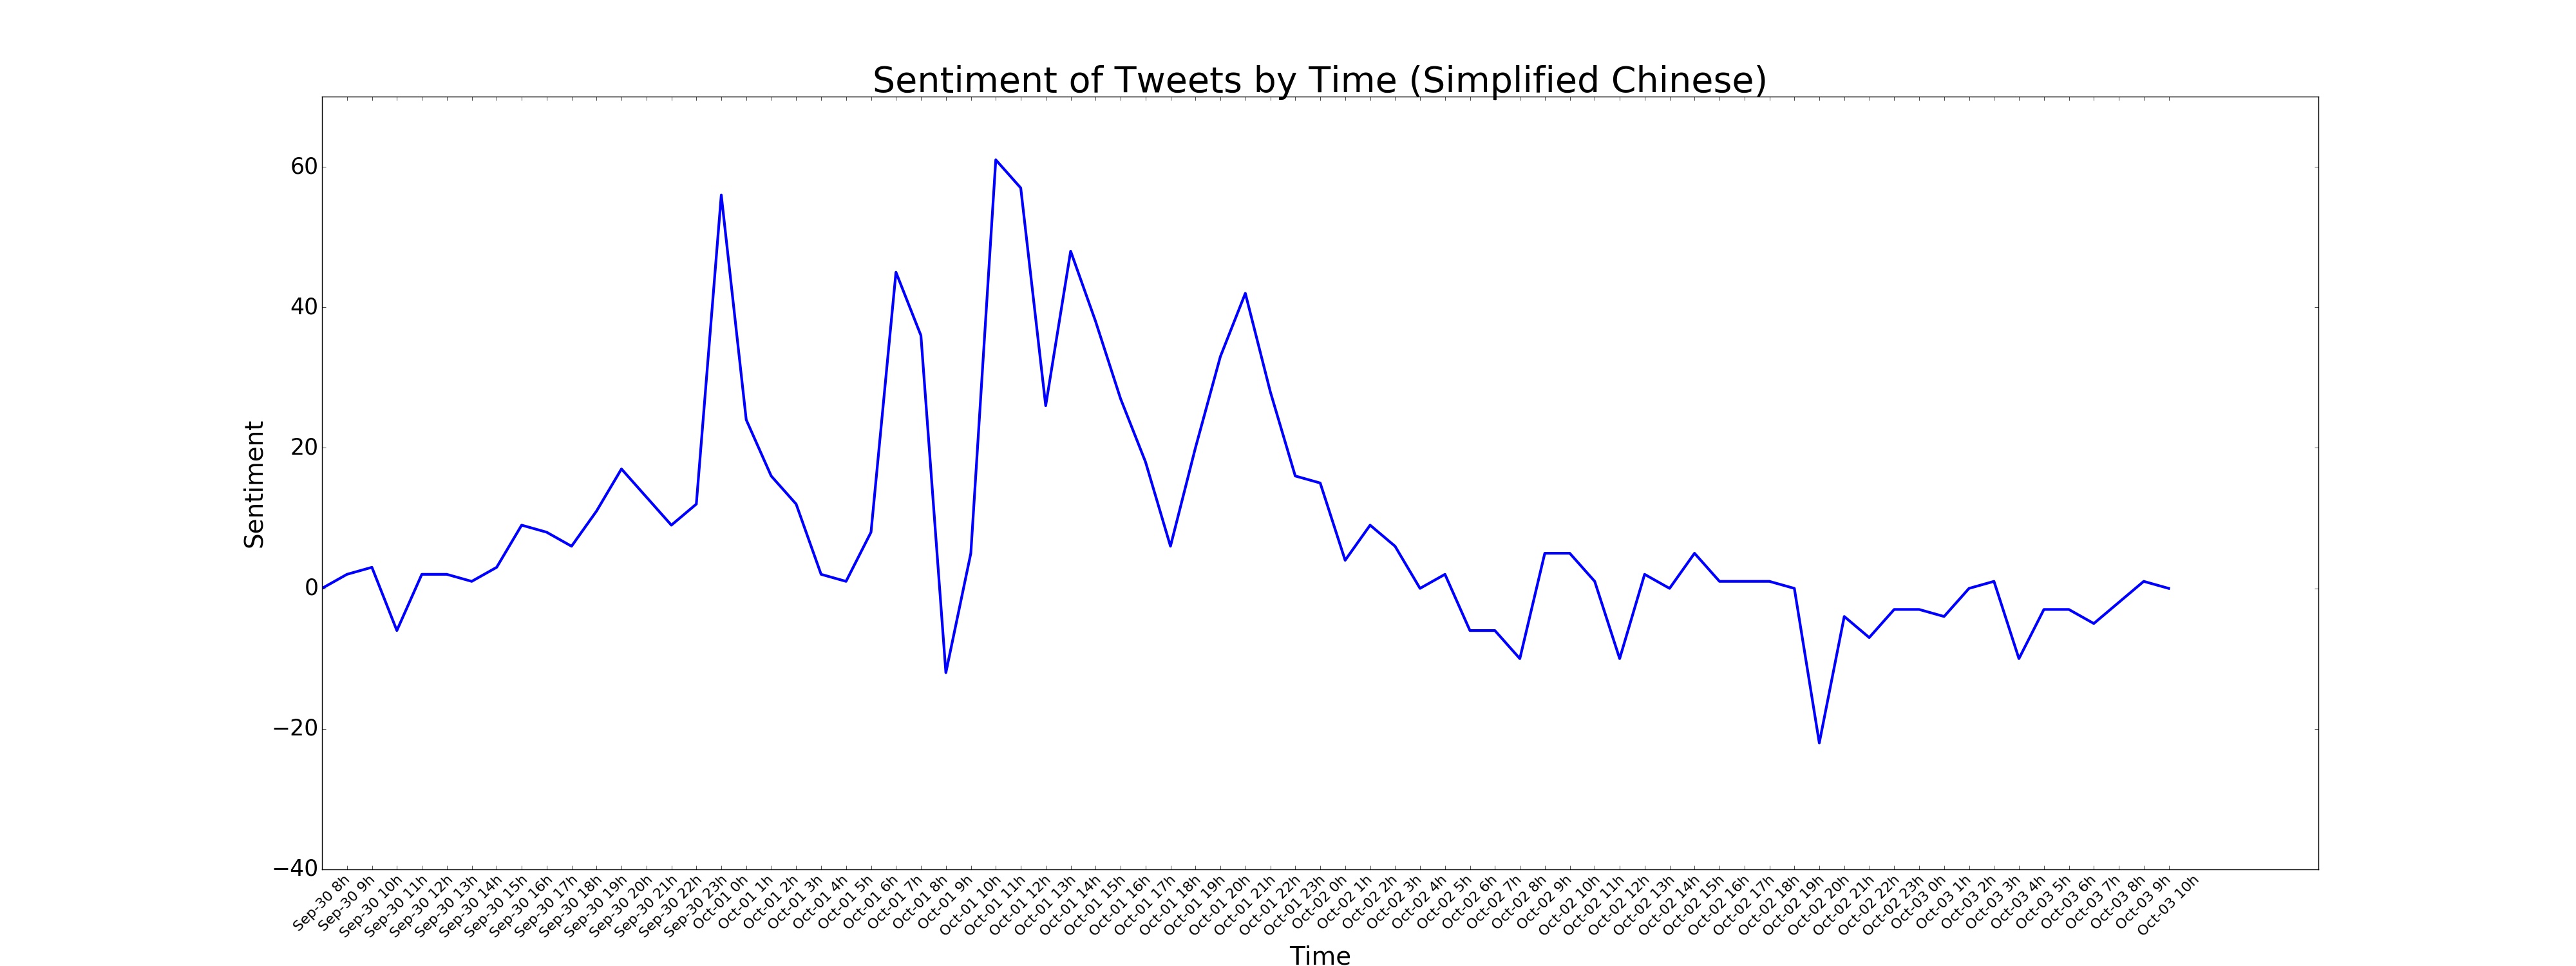 Sentiment of Tweets by Time (Simplified Chinese)
60
40
20
0
−20
−40
Sentiment
Sep-30 8h
Sep-30 9h
Sep-30 10h
Sep-30 11h
Sep-30 12h
Sep-30 13h
Sep-30 14h
Sep-30 15h
Sep-30 16h
Sep-30 17h
Sep-30 18h
Sep-30 19h
Sep-30 20h
Sep-30 21h
Sep-30 22h
Sep-30 23h
Oct-01 0h
Oct-01 1h
Oct-01 2h
Oct-01 3h
Oct-01 4h
Oct-01 5h
Oct-01 6h
Oct-01 7h
Oct-01 8h
Oct-01 9h
Oct-01 10h
Oct-01 11h
Oct-01 12h
Oct-01 13h
Oct-01 14h
Oct-01 15h
Oct-01 16h
Oct-01 17h
Oct-01 18h
Oct-01 19h
Oct-01 20h
Oct-01 21h
Oct-01 22h
Oct-01 23h
Oct-02 0h
Oct-02 1h
Oct-02 2h
Oct-02 3h
Oct-02 4h
Oct-02 5h
Oct-02 6h
Oct-02 7h
Oct-02 8h
Oct-02 9h
Oct-02 10h
Oct-02 11h
Oct-02 12h
Oct-02 13h
Oct-02 14h
Oct-02 15h
Oct-02 16h
Oct-02 17h
Oct-02 18h
Oct-02 19h
Oct-02 20h
Oct-02 21h
Oct-02 22h
Oct-02 23h
Oct-03 0h
Oct-03 1h
Oct-03 2h
Oct-03 3h
Oct-03 4h
Oct-03 5h
Oct-03 6h
Oct-03 7h
Oct-03 8h
Oct-03 9h
Oct-03 10h
Time